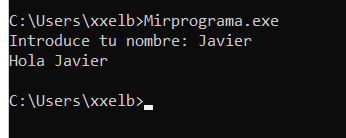 C:\Users\xxelb>Mirprograma.exe
Introduce tu nombre: Javier
Hola Javier
C:\Users\xxelb>